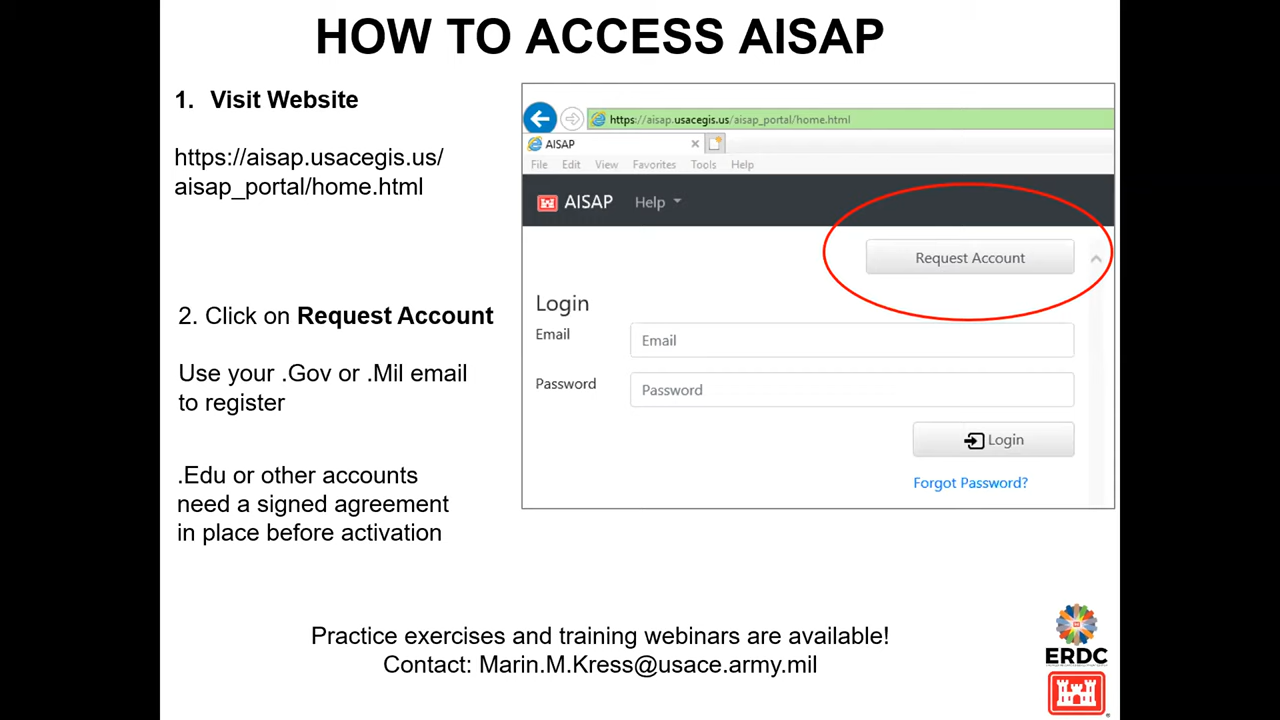 HOW TO ACCESS AISAP
1. Visit Website
https://aisap.usacegis.us/
aisap_portal/home.html
2. Click on Request Account
Use your .Gov or .Mil email
to register
.Edu or other accounts
need a signed agreement
in place before activation
https://aisap.usacegis.us/aisap_portal/home.html
AISAP
File Edit View Favorites Tools Help
AISAP Help
Request Account
Login
Email Email
Password Password
Login
Forgot Password?
Practice exercises and training webinars are available!
Contact: Marin.M.Kress@usace.army.mil
ERDC